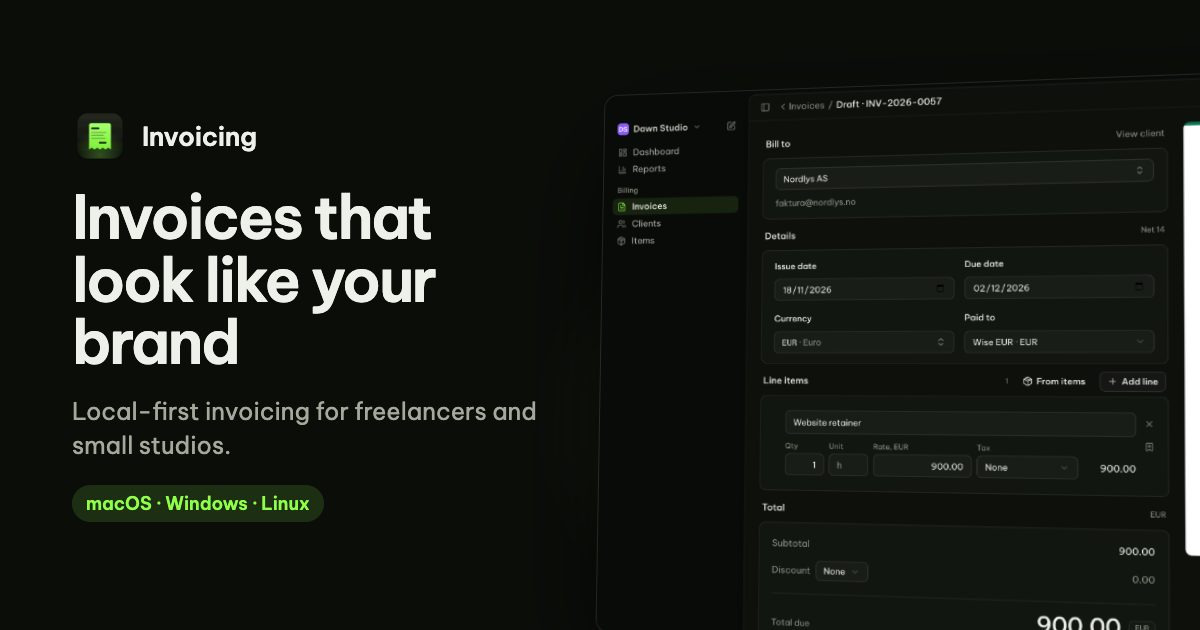 Invoicing
Invoices that
look like your
brand
Local-first invoicing for freelancers and
small studios.
macOS · Windows · Linux
DS Dawn Studio
Dashboard
Reports
Billing
Invoices
Clients
Items
Invoices / Draft · INV-2026-0057
Bill to View client
Nordlys AS
faktura@nordlys.no
Details Net 14
Issue date Due date
18/11/2026 02/12/2026
Currency Paid to
EUR · Euro Wise EUR · EUR
Line items 1 From items + Add line
Website retainer
Qty Unit Rate, EUR Tax
1 h 900.00 None 900.00
Total EUR
Subtotal 900.00
Discount None 0.00
Total due 900.00 EUR